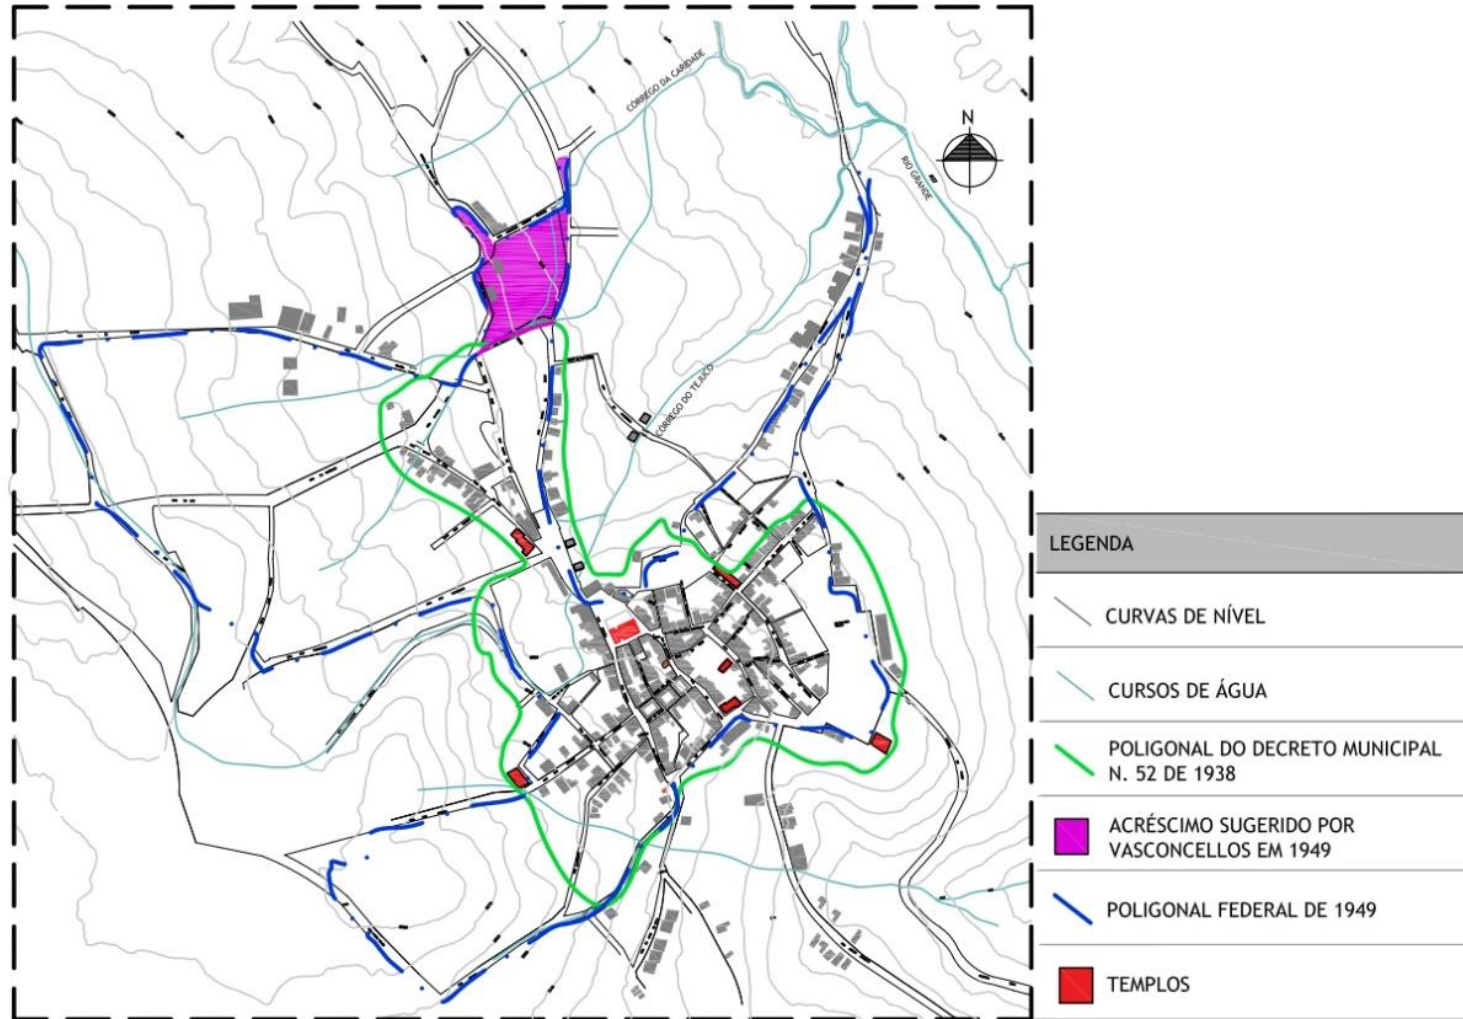 CÓRREGO DA CARIDADE
N
RIO GRANDE
CÓRREGO DO TEJUCO
LEGENDA
CURVAS DE NÍVEL
CURSOS DE ÁGUA
POLIGONAL DO DECRETO MUNICIPAL
N. 52 DE 1938
ACRÉSCIMO SUGERIDO POR
VASCONCELLOS EM 1949
POLIGONAL FEDERAL DE 1949
TEMPLOS